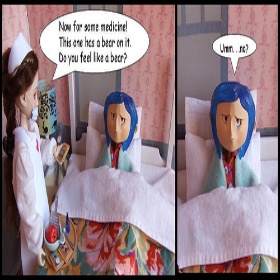 Now for some medicine!
This one has a bear on it.
Do you feel like a bear?
Umm. . .no?